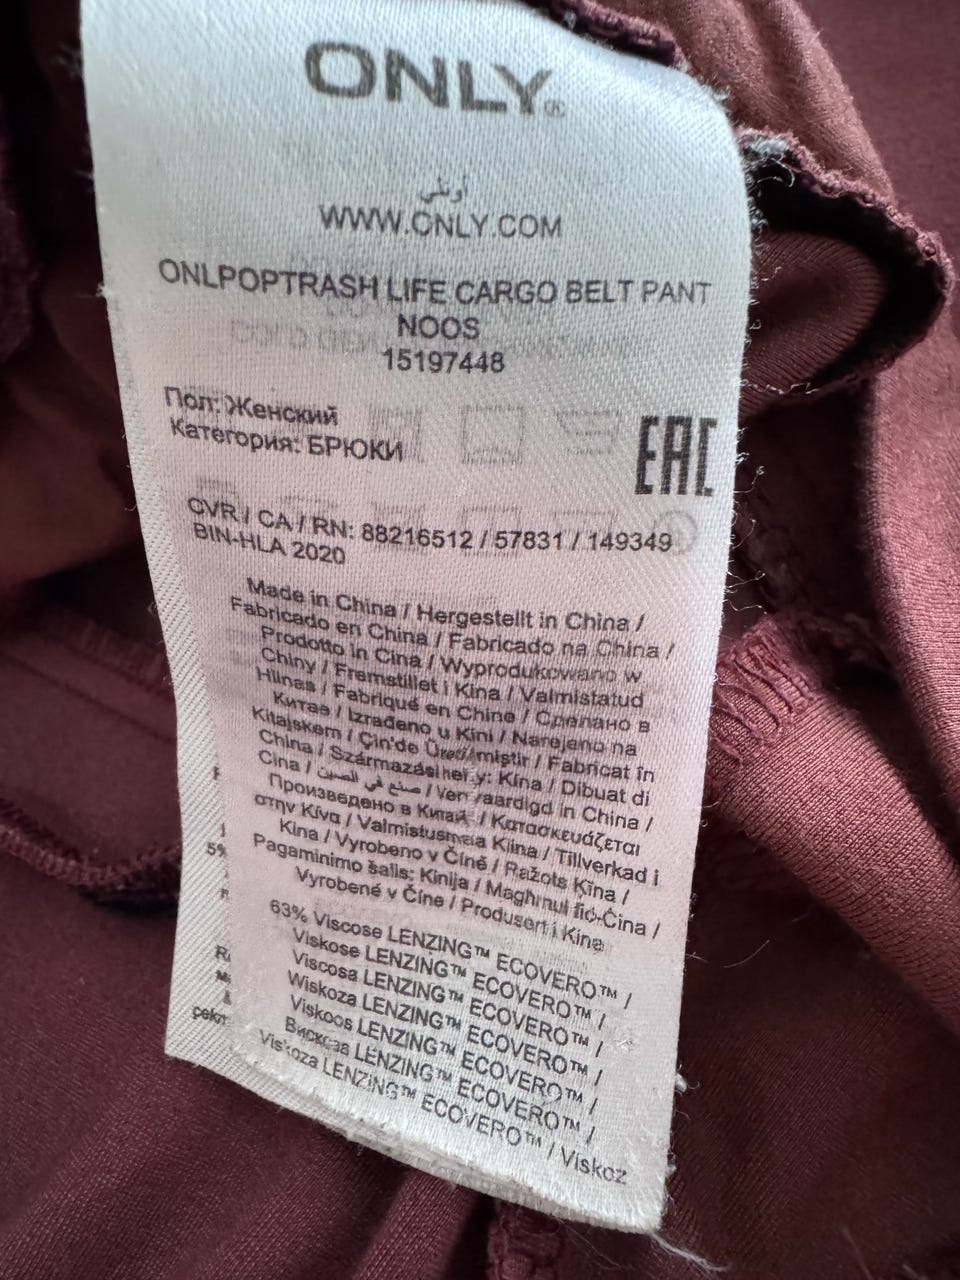 ONLY®
أونلي
WWW.ONLY.COM
ONLPOPTRASH LIFE CARGO BELT PANT
NOOS
15197448
Пол: Женский
Категория: БРЮКИ
EAC
CVR / CA / RN: 88216512 / 57831 / 149349
BIN-HLA 2020
Made in China / Hergestellt in China /
Fabricado en China / Fabricado na China /
Prodotto in Cina / Wyprodukowano w
Chiny / Fremstillet i Kina / Valmistatud
Hiinas / Fabriqué en Chine / Сделано в
Китае / Izrađeno u Kini / Narejeno na
Kitajskem / Çin'de Üretilmiştir / Fabricat în
China / Származási hely: Kína / Dibuat di
Cina / صنع في الصين / Vervaardigd in China /
Произведено в Китай / Κατασκευάζεται
στην Κίνα / Valmistusmaa Kiina / Tillverkad i
Kina / Vyrobeno v Číně / Ražots Ķīna /
Pagaminimo šalis; Kinija / Maghmul fiċ-Ċina /
Vyrobené v Číne / Produsert i Kina
63% Viscose LENZING™ ECOVERO™ /
Viskose LENZING™ ECOVERO™ /
Viscosa LENZING™ ECOVERO™ /
Wiskoza LENZING™ ECOVERO™ /
Viskoos LENZING™ ECOVERO™ /
Вискоза LENZING™ ECOVERO™ /
Viskoza LENZING™ ECOVERO™ / Viskoz
5%